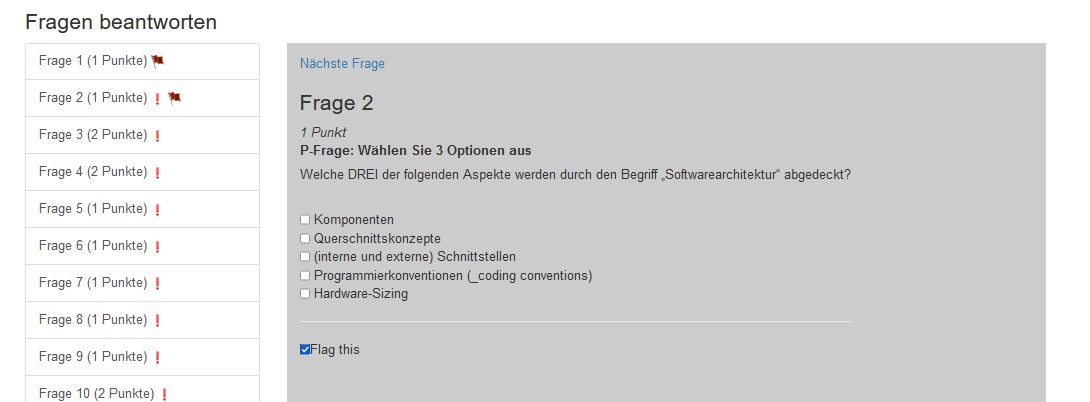 Fragen beantworten
Frage 1 (1 Punkte)
Frage 2 (1 Punkte)
Frage 3 (2 Punkte)
Frage 4 (2 Punkte)
Frage 5 (1 Punkte)
Frage 6 (1 Punkte)
Frage 7 (1 Punkte)
Frage 8 (1 Punkte)
Frage 9 (1 Punkte)
Frage 10 (2 Punkte)
Nächste Frage
Frage 2
1 Punkt
P-Frage: Wählen Sie 3 Optionen aus
Welche DREI der folgenden Aspekte werden durch den Begriff „Softwarearchitektur“ abgedeckt?
Komponenten
Querschnittskonzepte
(interne und externe) Schnittstellen
Programmierkonventionen (_coding conventions)
Hardware-Sizing
Flag this